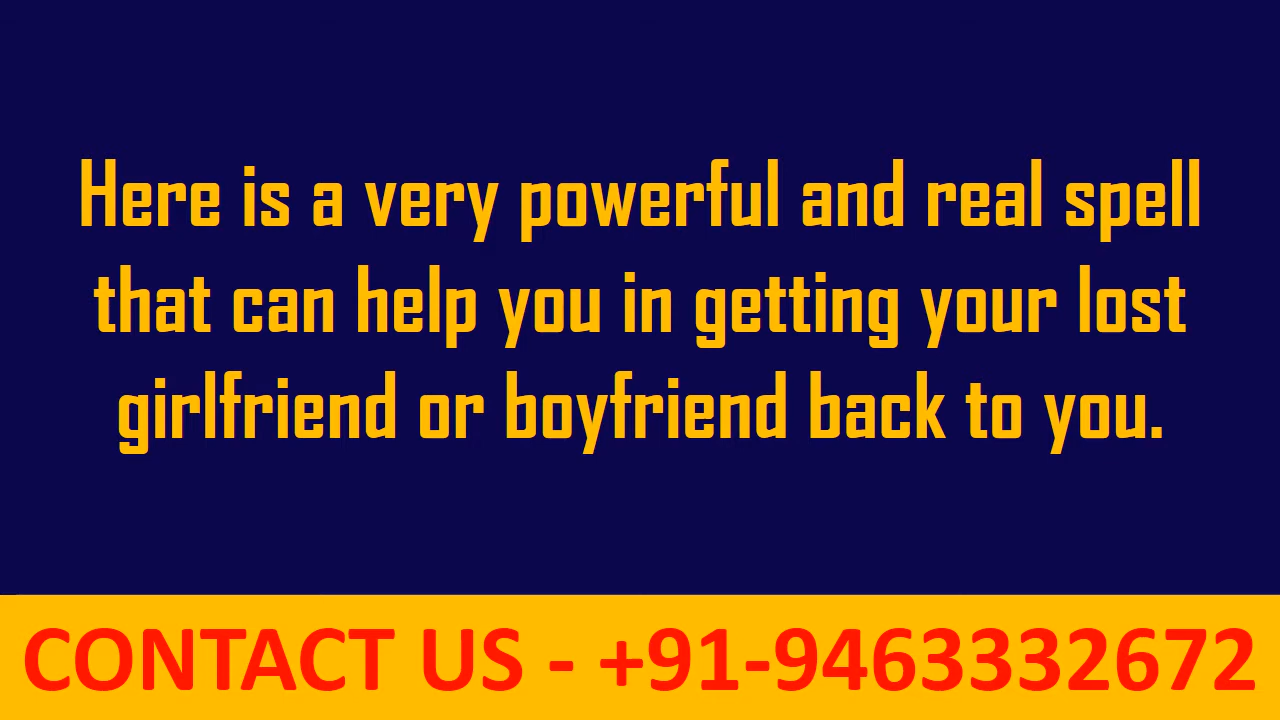 Here is a very powerful and real spell
that can help you in getting your lost
girlfriend or boyfriend back to you.
CONTACT US - +91-9463332672